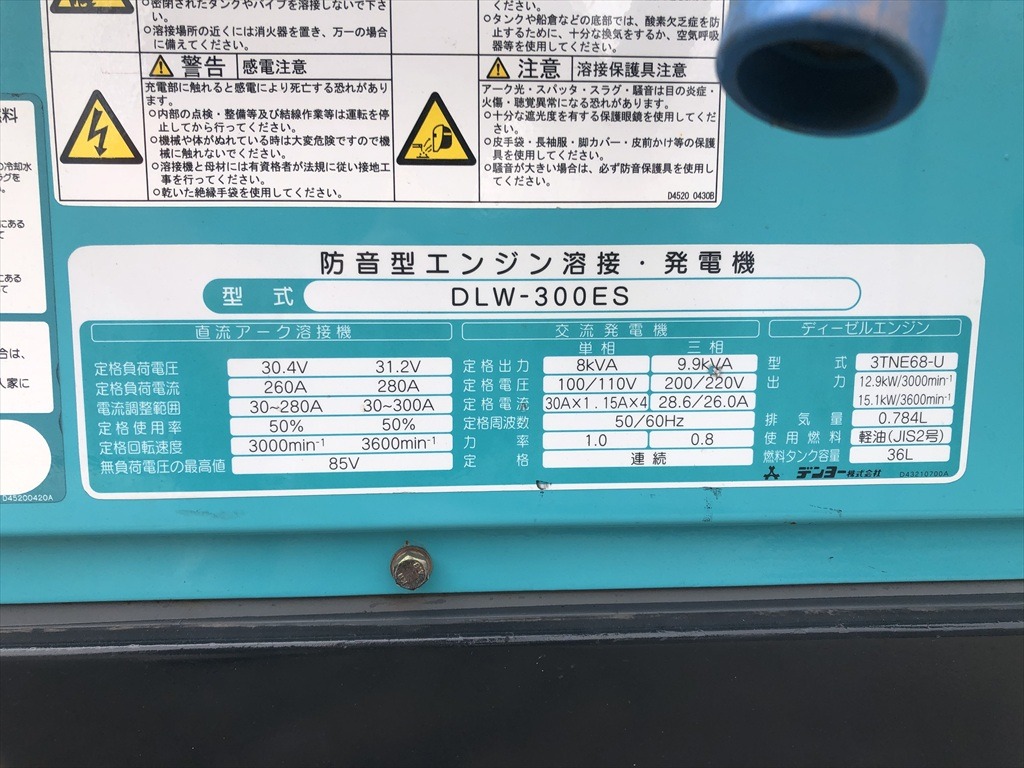 ○密閉されたタンクやパイプを溶接しないで下さ
い。
○溶接場所の近くには消火器を置き、万一の場合
に備えてください。
ください。
○タンクや船倉などの底部では、酸素欠乏症を防
止するために、十分な換気をするか、空気呼吸
器等を使用してください。
警告 感電注意
充電部に触れると感電により死亡する恐れがあり
ます。
○内部の点検・整備等及び結線作業等は運転を停
止してから行ってください。
○機械や体がぬれている時は大変危険ですので機
械に触れないでください。
○溶接機と母材には有資格者が法規に従い接地工
事を行ってください。
○乾いた絶縁手袋を使用してください。
注意 溶接保護具注意
アーク光・スパッタ・スラグ・騒音は目の炎症・
火傷・聴覚異常になる恐れがあります。
○十分な遮光度を有する保護眼鏡を使用してくだ
さい。
○皮手袋・長袖服・脚カバー・皮前かけ等の保護
具を使用してください。
○騒音が大きい場合は、必ず防音保護具を使用し
てください。
D4520 0430B
燃料
の冷却水
ラグを
にある
て
にある
て
合は、
人家に
D45200420A
防音型エンジン溶接・発電機
型式 DLW-300ES
直流アーク溶接機
定格負荷電圧 30.4V 31.2V
定格負荷電流 260A 280A
電流調整範囲 30~280A 30~300A
定格使用率 50% 50%
定格回転速度 3000min⁻¹ 3600min⁻¹
無負荷電圧の最高値 85V
交流発電機
単相 三相
定格出力 8kVA 9.9kVA
定格電圧 100/110V 200/220V
定格電流 30A×1.15A×4 28.6/26.0A
定格周波数 50/60Hz
力率 1.0 0.8
定格 連続
ディーゼルエンジン
型式 3TNE68-U
出力 12.9kW/3000min⁻¹
15.1kW/3600min⁻¹
排気量 0.784L
使用燃料 軽油(JIS2号)
燃料タンク容量 36L
デンヨー株式会社 D43210700A